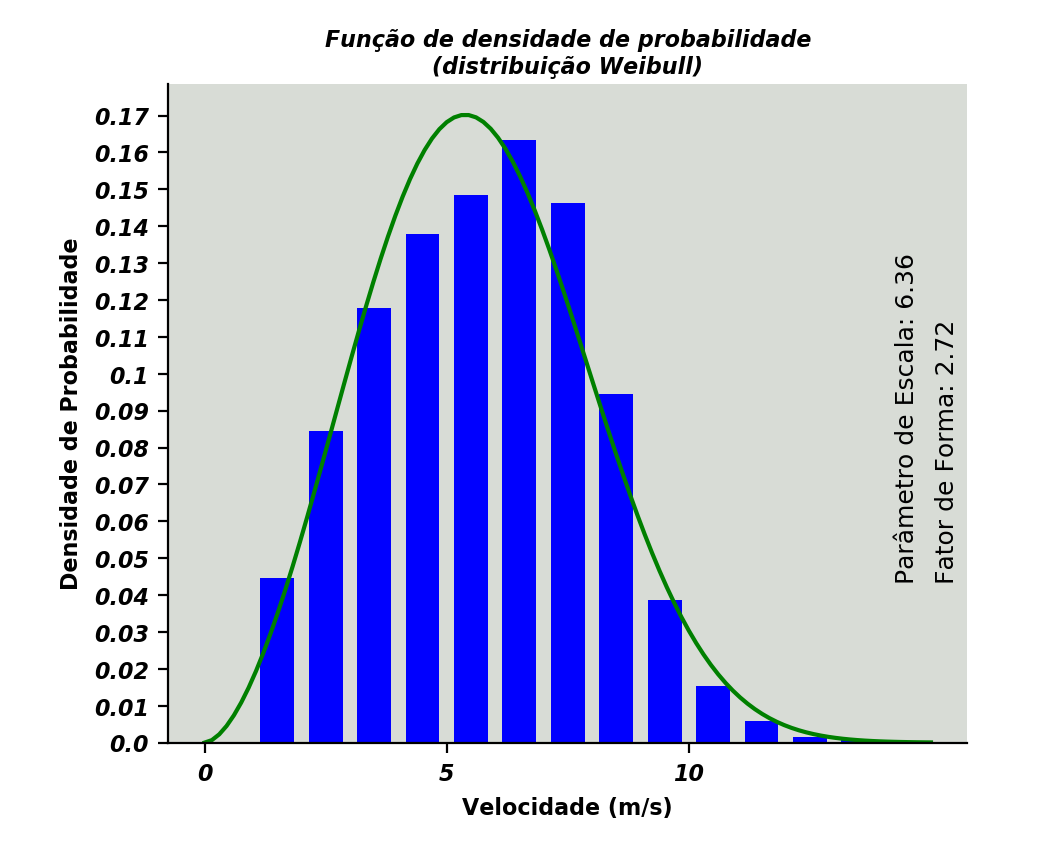 Função de densidade de probabilidade
(distribuição Weibull)
Densidade de Probabilidade
0.17
0.16
0.15
0.14
0.13
0.12
0.11
0.1
0.09
0.08
0.07
0.06
0.05
0.04
0.03
0.02
0.01
0.0
0 5 10
Velocidade (m/s)
Parâmetro de Escala: 6.36
Fator de Forma: 2.72